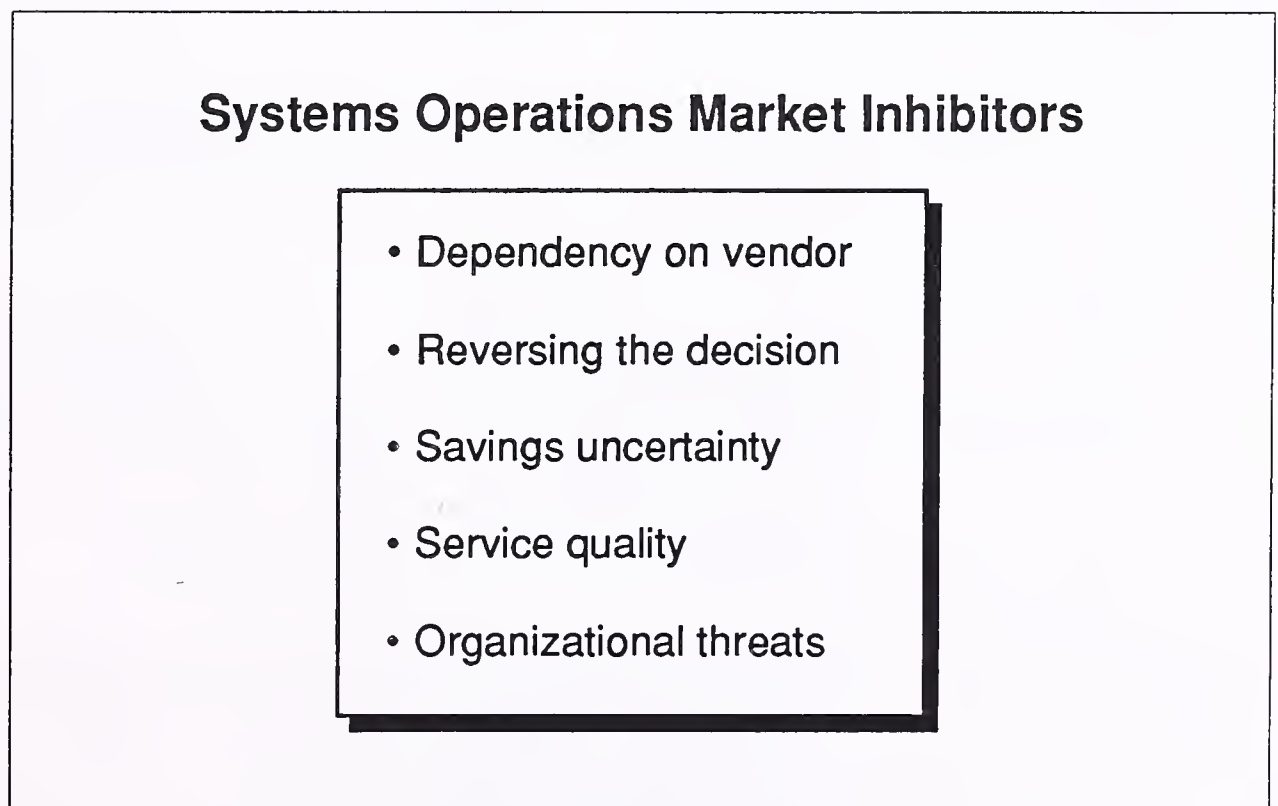 Systems Operations Market Inhibitors
• Dependency on vendor
• Reversing the decision
• Savings uncertainty
• Service quality
• Organizational threats